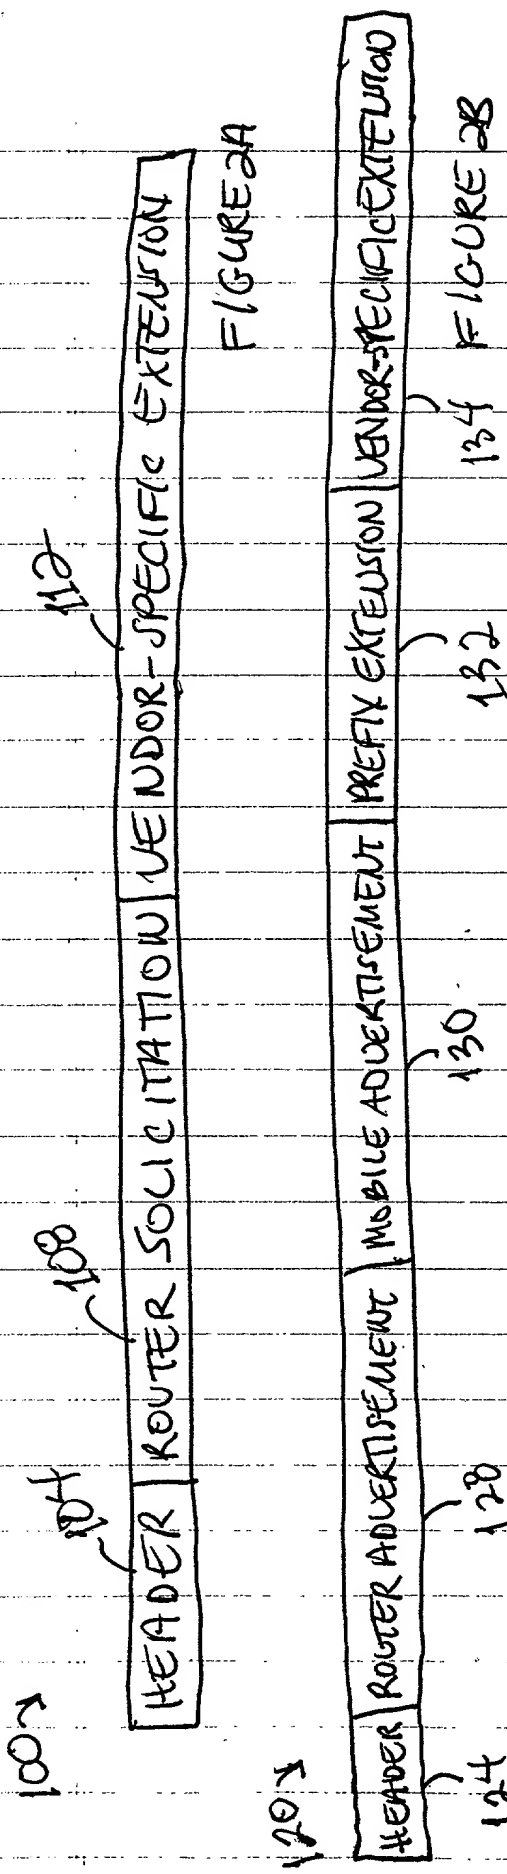 100
104
108
112
HEADER ROUTER SOLICITATION VENDOR-SPECIFIC EXTENSION
FIGURE 2A
120
HEADER ROUTER ADVERTISEMENT MOBILE ADVERTISEMENT PREFIX EXTENSION VENDOR-SPECIFIC EXTENSION
124
128
130
132
134
FIGURE 2B